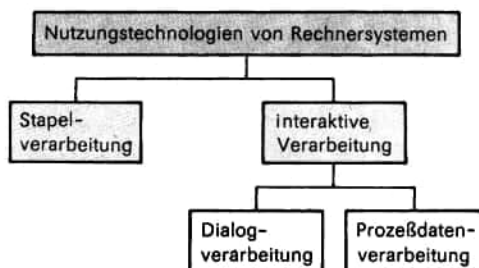 Nutzungstechnologien von Rechnersystemen
Stapel-
verarbeitung
interaktive
Verarbeitung
Dialog-
verarbeitung
Prozeßdaten-
verarbeitung